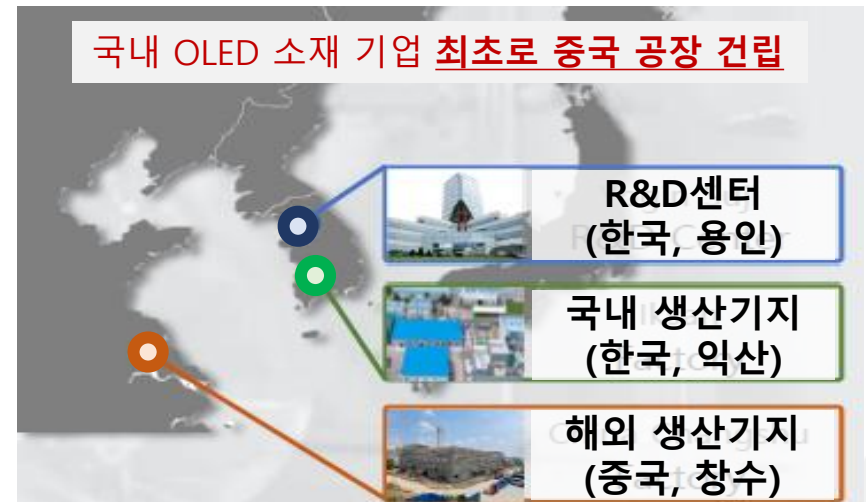 국내 OLED 소재 기업 최초로 중국 공장 건립
R&D센터
(한국, 용인)
국내 생산기지
(한국, 익산)
해외 생산기지
(중국, 창수)